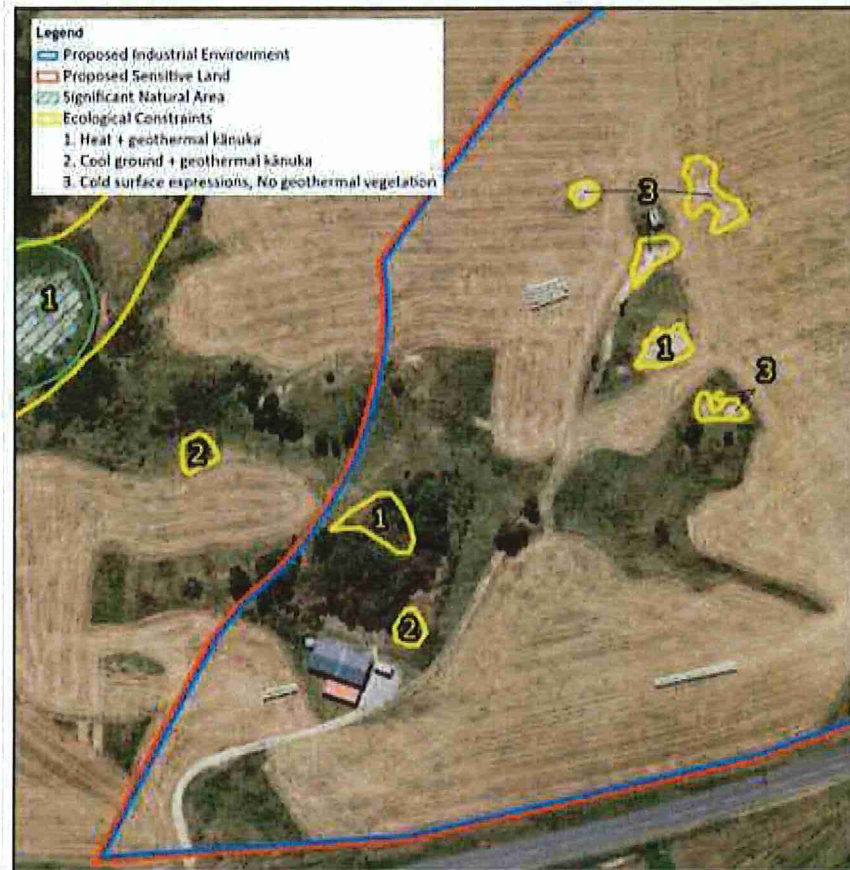 Legend
Proposed Industrial Environment
Proposed Sensitive Land
Significant Natural Area
Ecological Constraints
1. Heat + geothermal kānuka
2. Cool ground + geothermal kānuka
3. Cold surface expressions, No geothermal vegetation
3
1
1
3
2
1
2